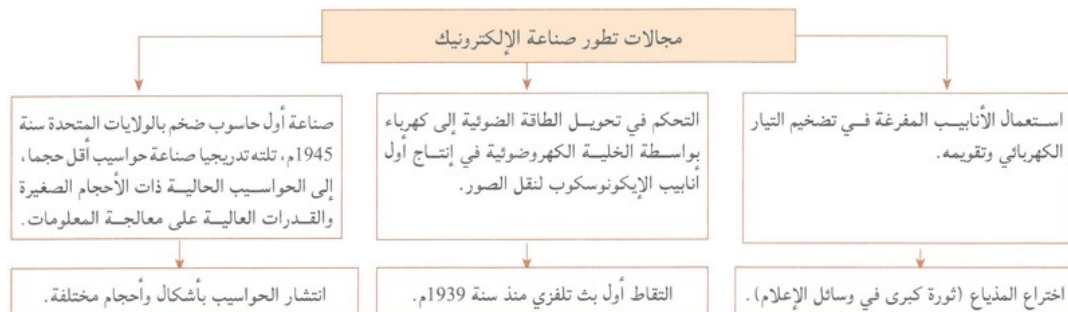 مجالات تطور صناعة الإلكترونيك
استعمال الأنابيب المفرغة في تضخيم التيار
الكهربائي وتقويمه.
التحكم في تحويل الطاقة الضوئية إلى كهرباء
بواسطة الخلية الكهروضوئية في إنتاج أول
أنابيب الإيكونوسكوب لنقل الصور.
صناعة أول حاسوب ضخم بالولايات المتحدة سنة
1945م، تلته تدريجيا صناعة حواسيب أقل حجما،
إلى الحواسيب الحالية ذات الأحجام الصغيرة
والقدرات العالية على معالجة المعلومات.
اختراع المذياع (ثورة كبرى في وسائل الإعلام).
التقاط أول بث تلفزي منذ سنة 1939م.
انتشار الحواسيب بأشكال وأحجام مختلفة.